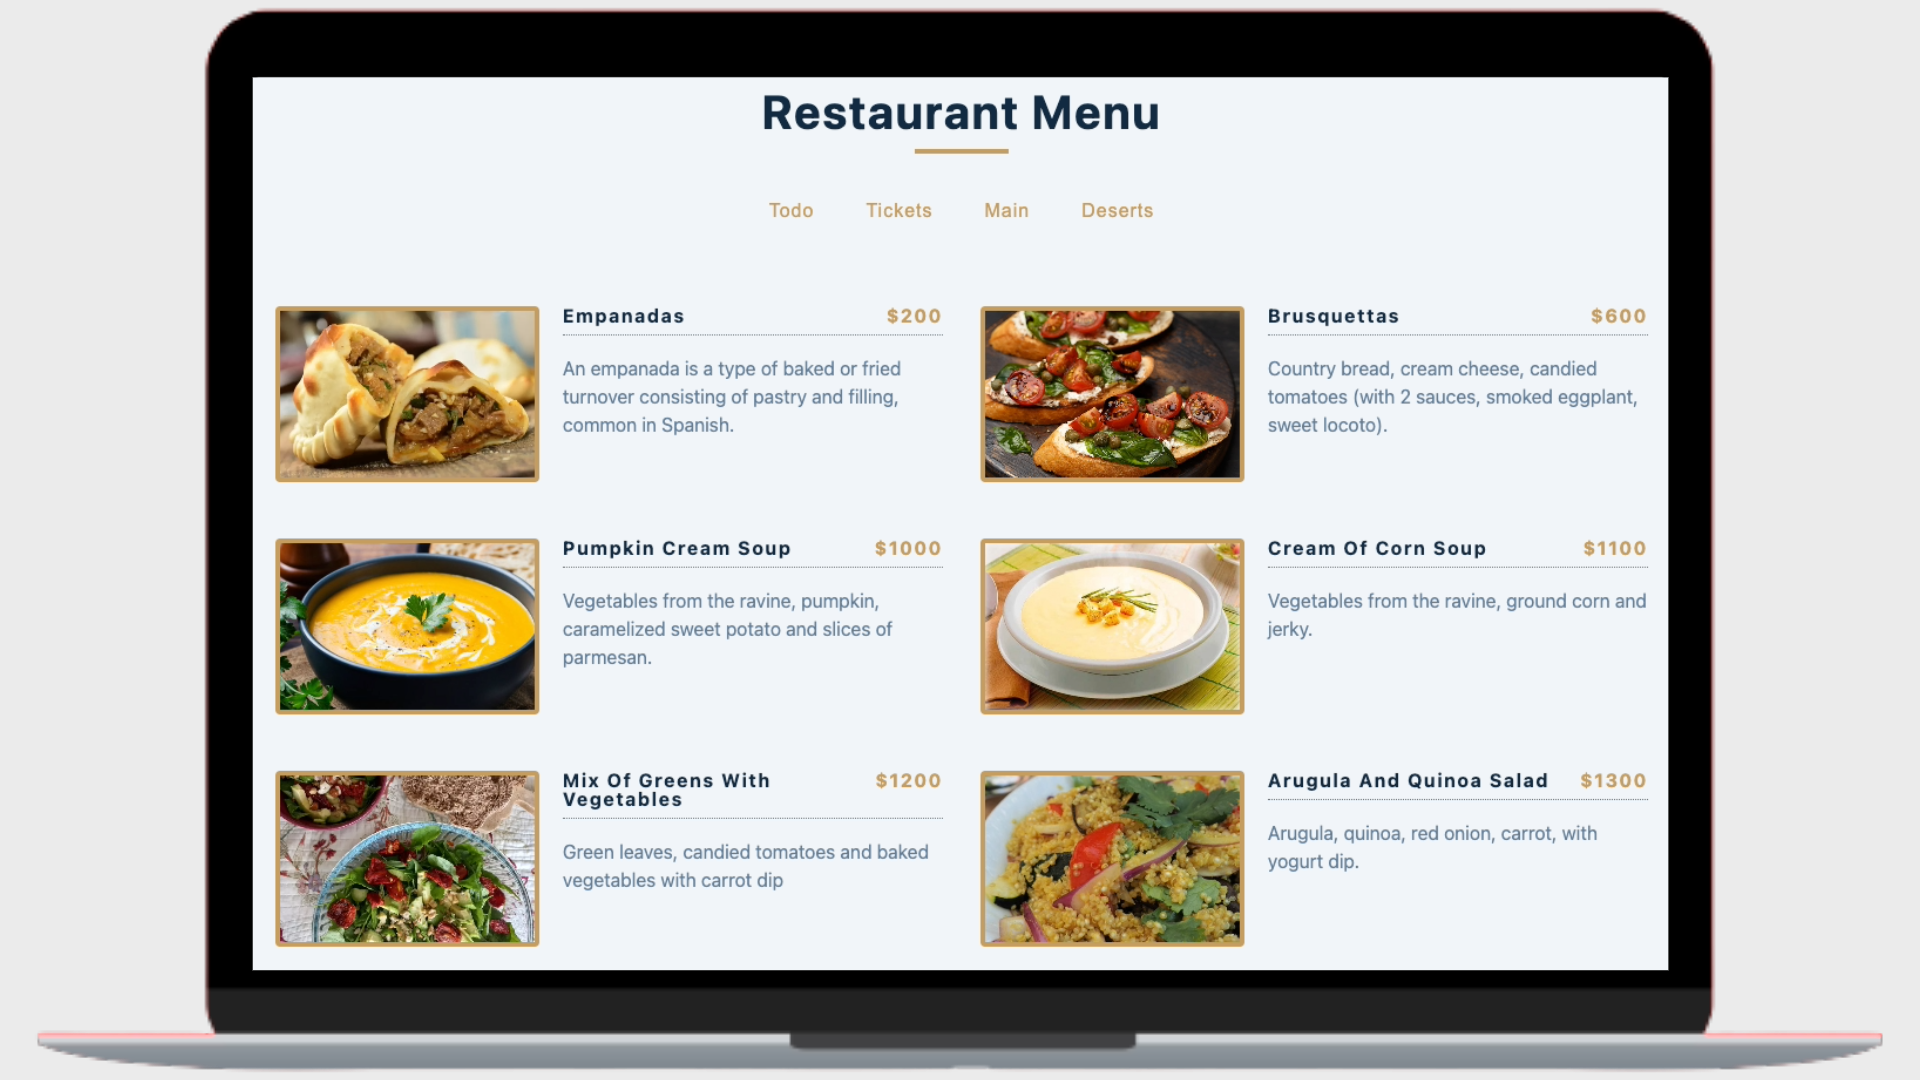 Restaurant Menu
Todo Tickets Main Deserts
Empanadas $200
An empanada is a type of baked or fried
turnover consisting of pastry and filling,
common in Spanish.
Brusquettas $600
Country bread, cream cheese, candied
tomatoes (with 2 sauces, smoked eggplant,
sweet locoto).
Pumpkin Cream Soup $1000
Vegetables from the ravine, pumpkin,
caramelized sweet potato and slices of
parmesan.
Cream Of Corn Soup $1100
Vegetables from the ravine, ground corn and
jerky.
Mix Of Greens With $1200
Vegetables
Green leaves, candied tomatoes and baked
vegetables with carrot dip
Arugula And Quinoa Salad $1300
Arugula, quinoa, red onion, carrot, with
yogurt dip.